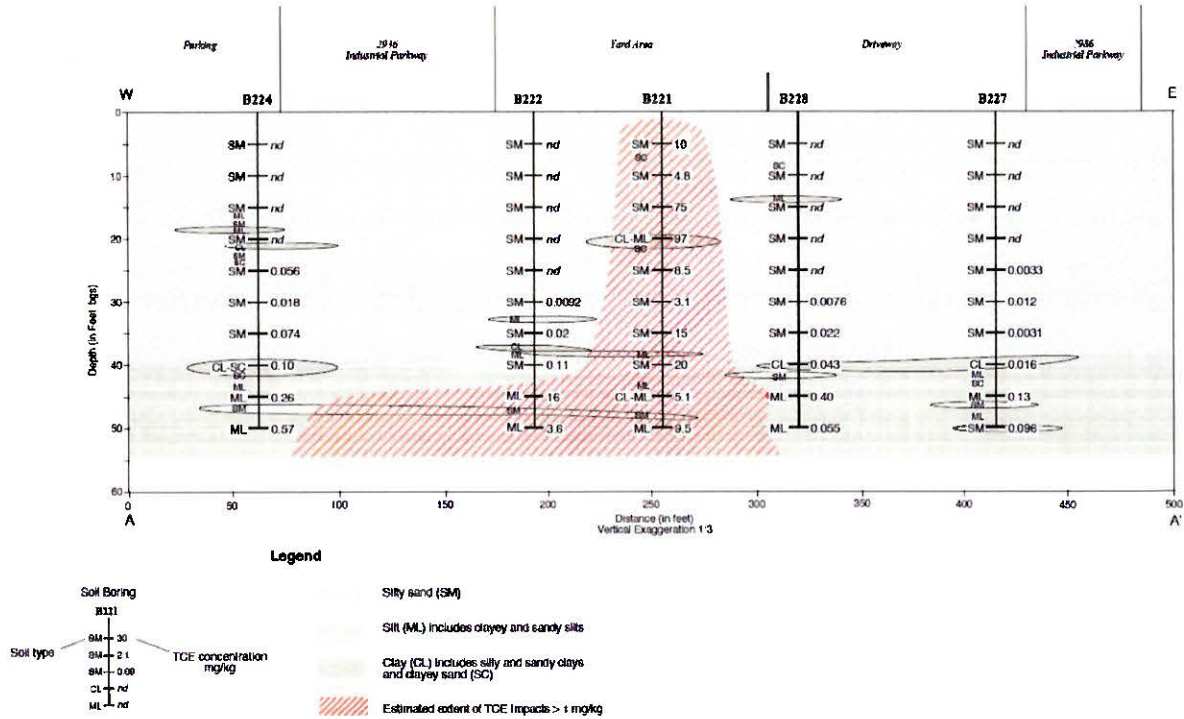 Parking
2936
Industrial Parkway
Yard Area
Driveway
Industrial Parkway
W
E
B224
B222
B221
B228
B227
0
10
20
30
40
50
60
Depth (in Feet bgs)
SM nd
SM nd
SM nd
ML
SM
ML
SM nd
CL
SM
SC
SM 0.056
SM 0.018
SM 0.074
CL-SC 0.10
SC
ML
ML 0.26
SM
ML 0.57
SM nd
SM nd
SM nd
SM nd
SM nd
SM 0.0092
ML
SM 0.02
CL
ML
SM 0.11
ML 16
SM
ML 3.6
SM 10
SC
SM 4.8
SM 75
CL-ML 97
SC
SM 8.5
SM 3.1
SM 15
ML
SM 20
ML
CL-ML 5.1
SM
ML 9.5
SM nd
SC
SM nd
ML
SM nd
SM nd
SM nd
SM 0.0076
SM 0.022
CL 0.043
SM
ML 0.40
ML 0.055
SM nd
SM nd
SM nd
SM nd
SM 0.0033
SM 0.012
SM 0.0031
CL 0.016
ML
SC
ML 0.13
SM
ML
SM 0.096
0 50 100 150 200 250 300 350 400 450 500
A
A'
Distance (in feet)
Vertical Exaggeration 1:3
Legend
Soil Boring
Soil type
SM 30
SM 2.1
SM 0.09
CL nd
ML nd
TCE concentration
mg/kg
Silty sand (SM)
Silt (ML) includes clayey and sandy silts
Clay (CL) includes silty and sandy clays
and clayey sand (SC)
Estimated extent of TCE Impacts > 1 mg/kg